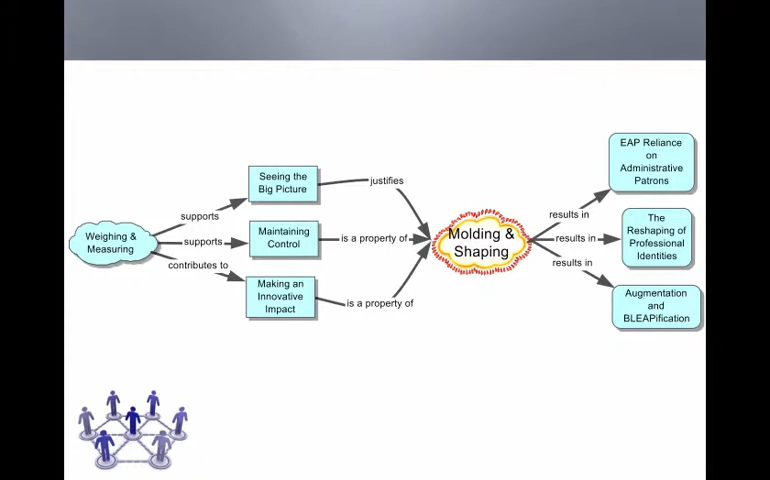 Weighing &
Measuring
supports
supports
contributes to
Seeing the
Big Picture
Maintaining
Control
Making an
Innovative
Impact
justifies
is a property of
is a property of
Molding &
Shaping
results in
results in
results in
EAP Reliance
on
Administrative
Patrons
The
Reshaping of
Professional
Identities
Augmentation
and
BLEAPification